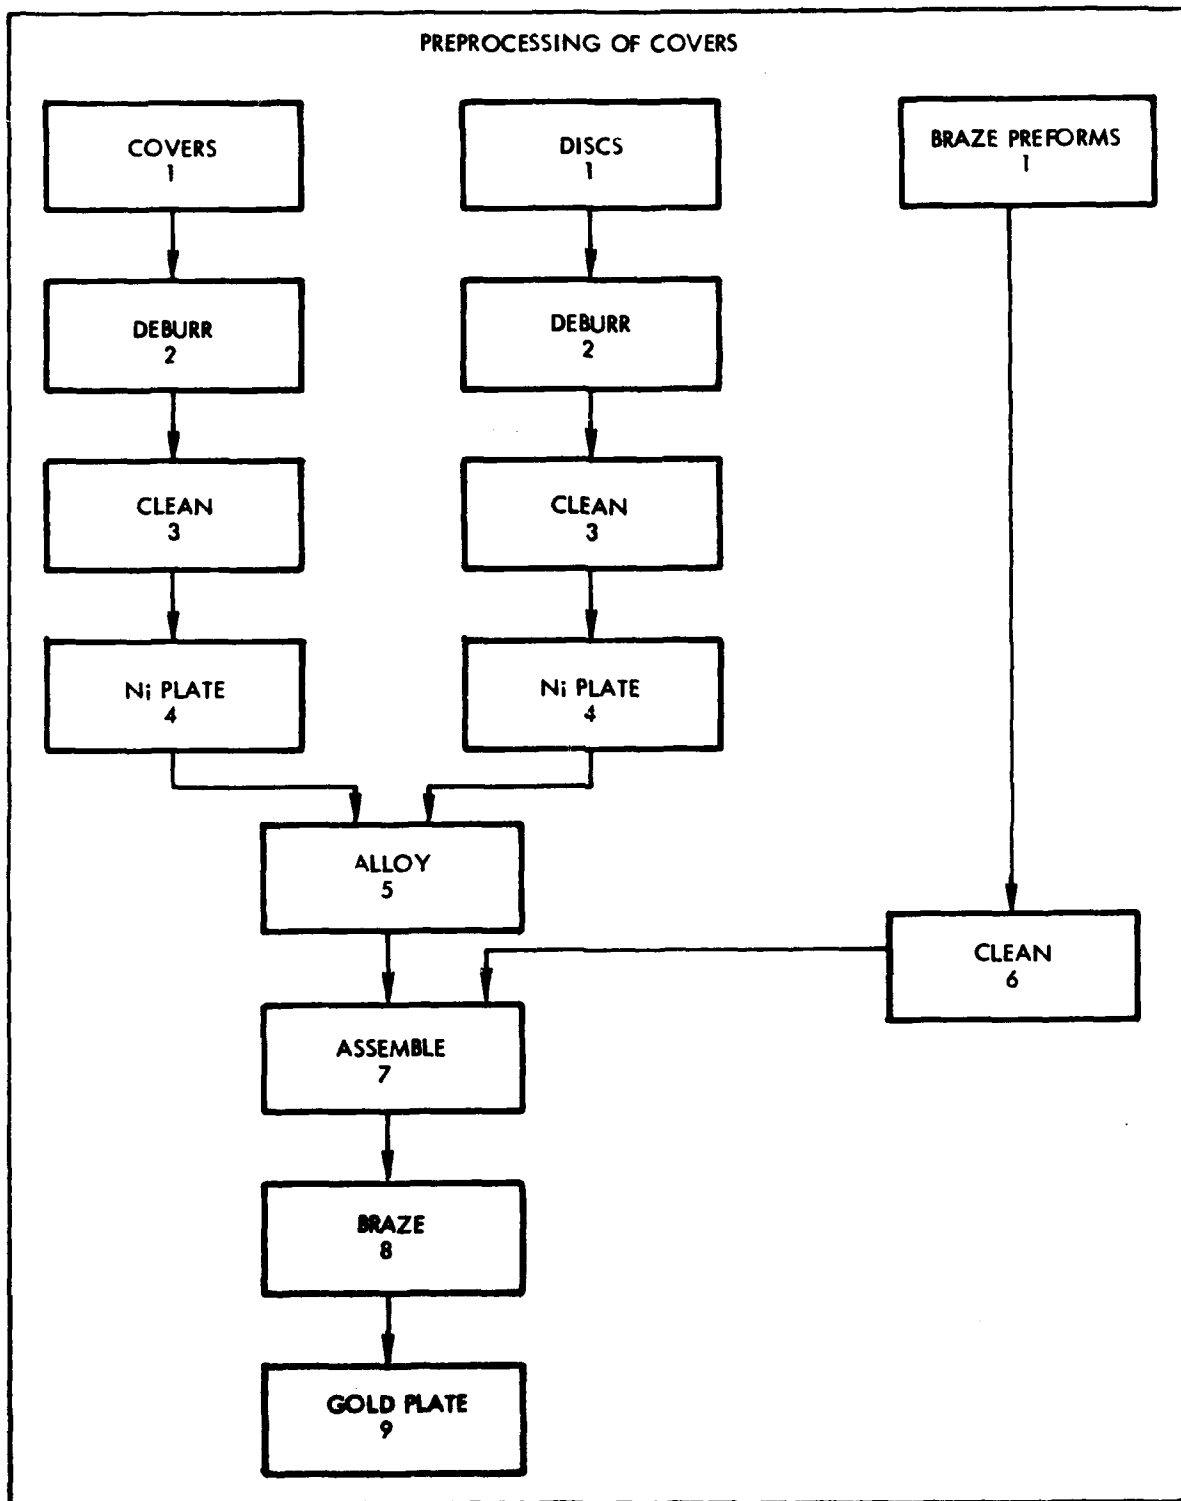 PREPROCESSING OF COVERS
COVERS
1
DISCS
1
BRAZE PREFORMS
1
DEBURR
2
DEBURR
2
CLEAN
3
CLEAN
3
Ni PLATE
4
Ni PLATE
4
ALLOY
5
CLEAN
6
ASSEMBLE
7
BRAZE
8
GOLD PLATE
9